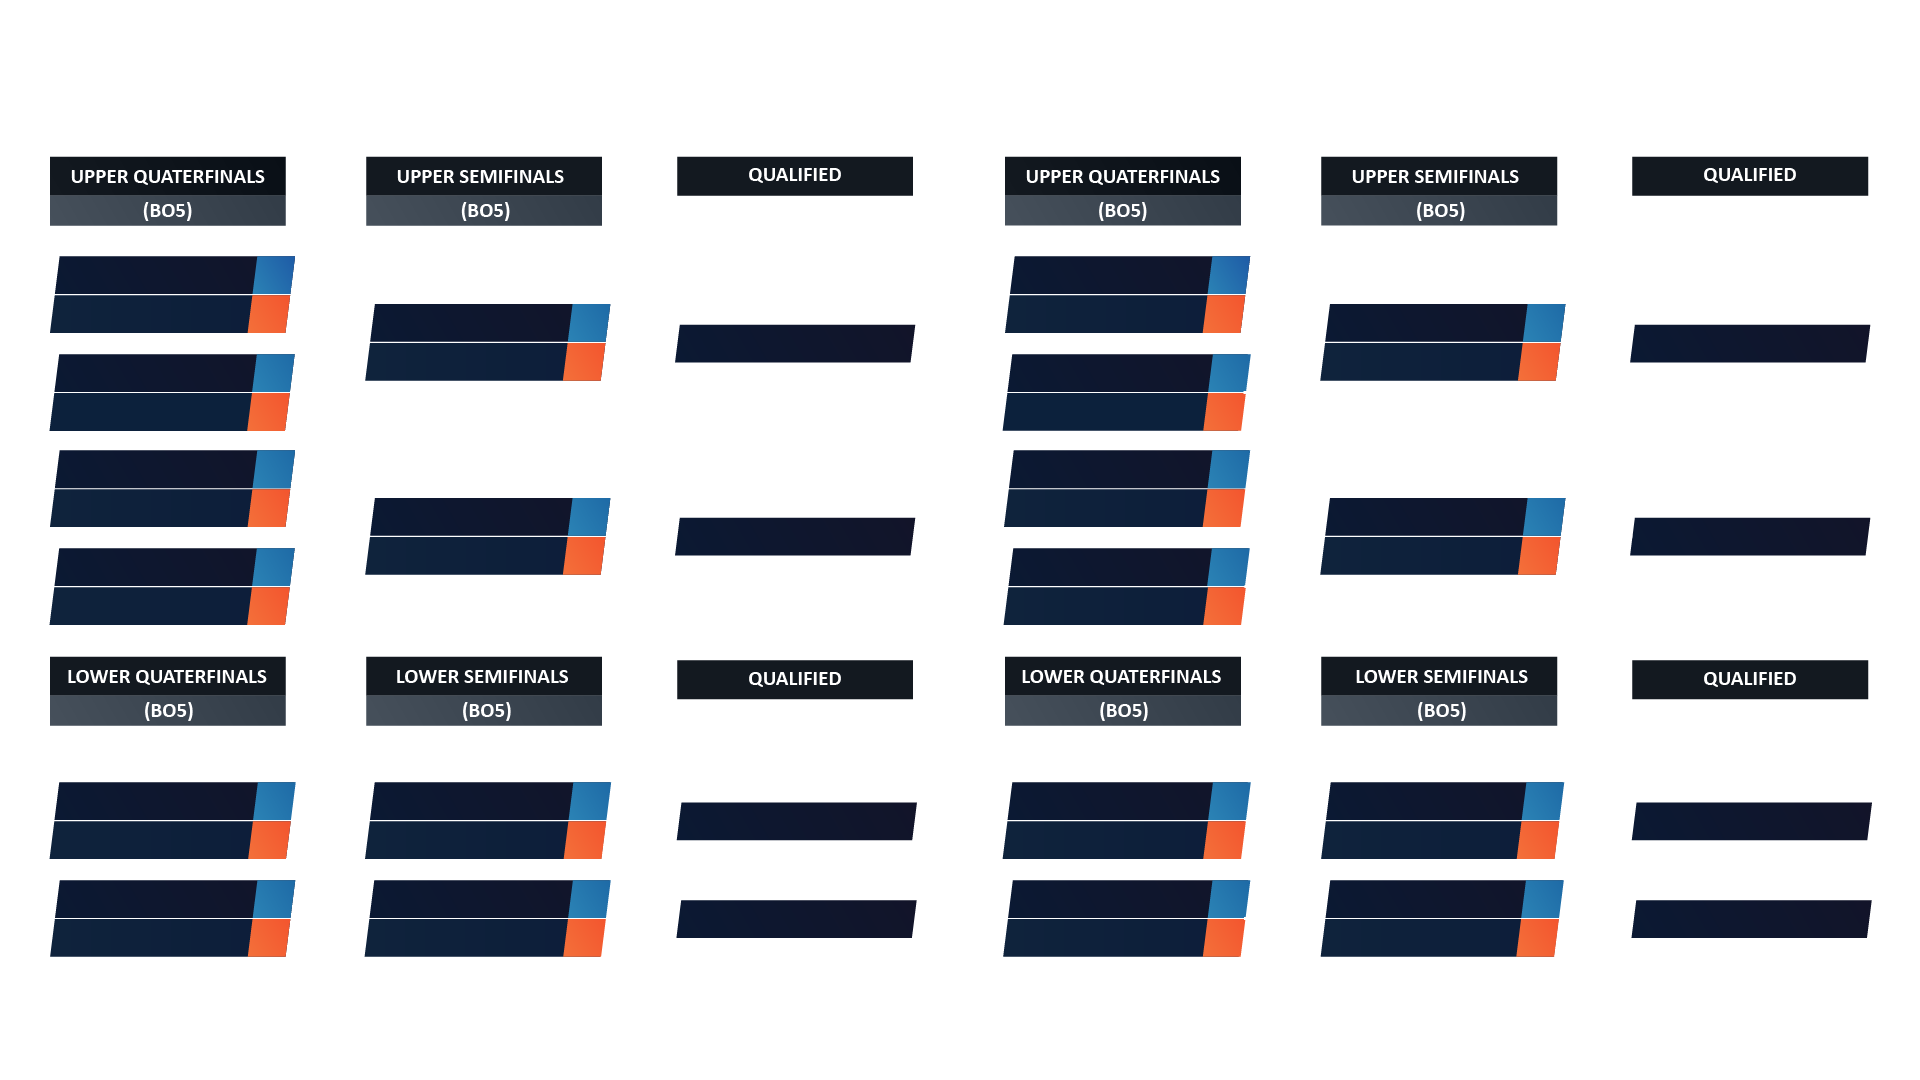 UPPER QUATERFINALS
(BO5)
UPPER SEMIFINALS
(BO5)
QUALIFIED
UPPER QUATERFINALS
(BO5)
UPPER SEMIFINALS
(BO5)
QUALIFIED
LOWER QUATERFINALS
(BO5)
LOWER SEMIFINALS
(BO5)
QUALIFIED
LOWER QUATERFINALS
(BO5)
LOWER SEMIFINALS
(BO5)
QUALIFIED